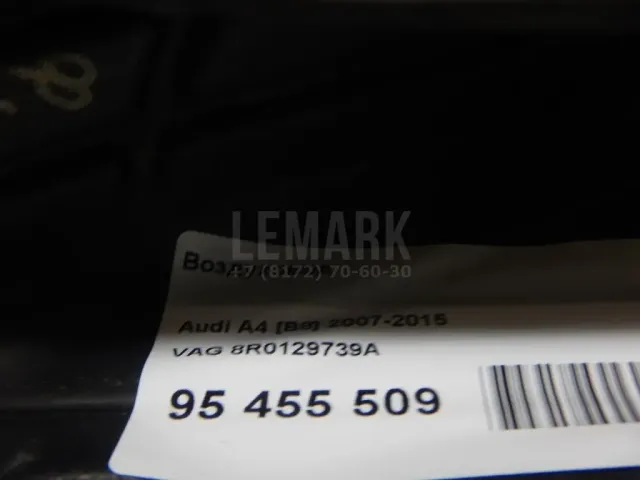 LEMARK
+7 (8172) 70-60-30
Audi A4 [B8] 2007-2015
VAG 8R0129739A
95 455 509